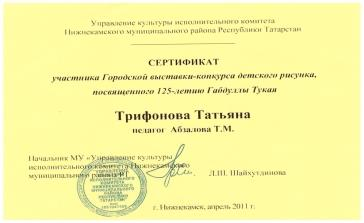 Управление культуры исполнительного комитета
Нижнекамского муниципального района Республики Татарстан
СЕРТИФИКАТ
участника Городской выставки-конкурса детского рисунка,
посвященного 125-летию Габдуллы Тукая
Трифонова Татьяна
педагог Абзалова Т.М.
Начальник МУ «Управление культуры
исполнительного комитета Нижнекамского
муниципального района РТ
Л.Ш. Шайхутдинова
г. Нижнекамск, апрель 2011 г.